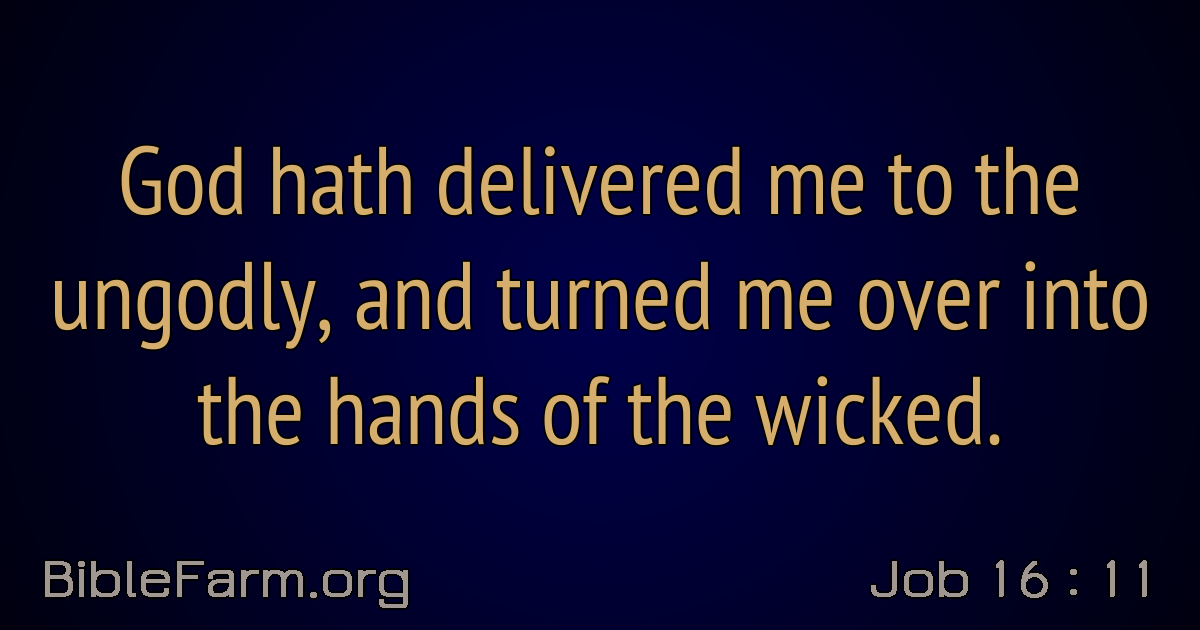 God hath delivered me to the
ungodly, and turned me over into
the hands of the wicked.
BibleFarm.org
Job 16 : 11